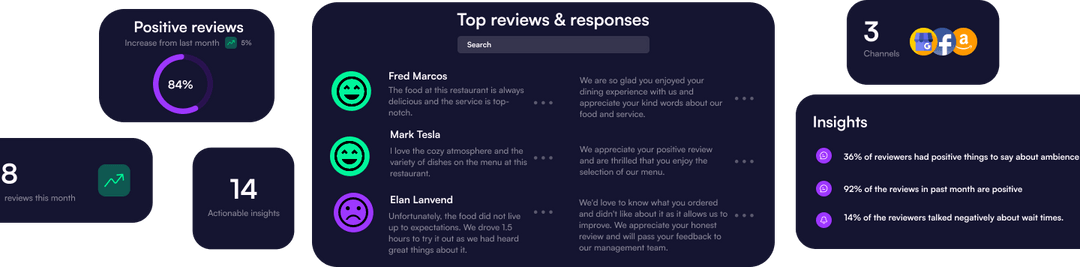 Positive reviews
Increase from last month 8%
84%
8
reviews this month
14
Actionable insights
Top reviews & responses
Search
Fred Marcos
The food at this restaurant is always
delicious and the service is top-
notch.
We are so glad you enjoyed your
dining experience with us and
appreciate your kind words about our
food and service.
Mark Tesla
I love the cozy atmosphere and the
variety of dishes on the menu at this
restaurant.
We appreciate your positive review
and are thrilled that you enjoy the
selection of our menu.
Elan Lanvend
Unfortunately, the food did not live
up to expectations. We drove 1.5
hours to try it out as we had heard
great things about it.
We'd love to know what you ordered
and didn't like about it as it allows us to
improve. We appreciate your honest
review and will pass your feedback to
our management team.
3
Channels
G
f
a
Insights
36% of reviewers had positive things to say about ambience
92% of the reviews in past month are positive
14% of the reviewers talked negatively about wait times.